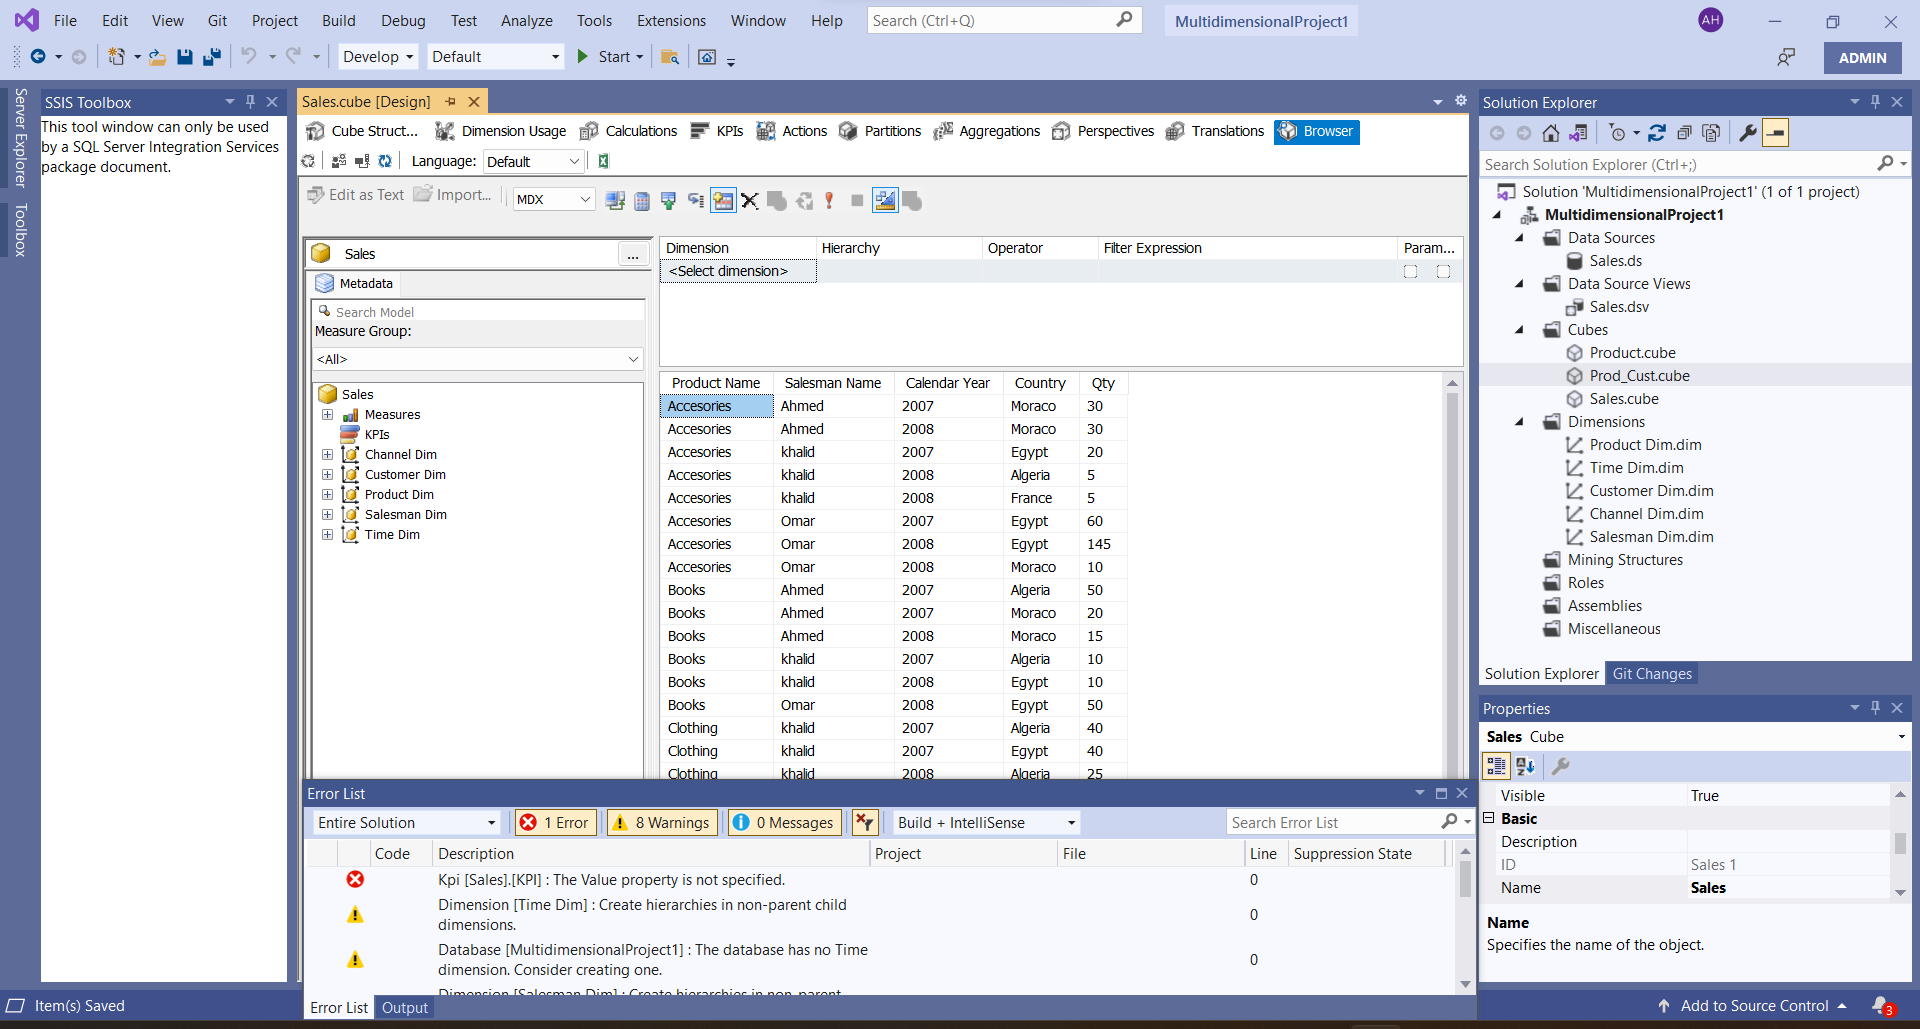 File Edit View Git Project Build Debug Test Analyze Tools Extensions Window Help Search (Ctrl+Q) MultidimensionalProject1 AH
Develop Default Start ADMIN
Server Explorer
Toolbox
SSIS Toolbox
This tool window can only be used
by a SQL Server Integration Services
package document.
Sales.cube [Design]
Cube Struct... Dimension Usage Calculations KPIs Actions Partitions Aggregations Perspectives Translations Browser
Language: Default
Edit as Text Import... MDX
Sales ...
Metadata
Search Model
Measure Group:
<All>
Sales
Measures
KPIs
Channel Dim
Customer Dim
Product Dim
Salesman Dim
Time Dim
Dimension Hierarchy Operator Filter Expression Param...
<Select dimension>
Product Name Salesman Name Calendar Year Country Qty
Accesories Ahmed 2007 Moraco 30
Accesories Ahmed 2008 Moraco 30
Accesories khalid 2007 Egypt 20
Accesories khalid 2008 Algeria 5
Accesories khalid 2008 France 5
Accesories Omar 2007 Egypt 60
Accesories Omar 2008 Egypt 145
Accesories Omar 2008 Moraco 10
Books Ahmed 2007 Algeria 50
Books Ahmed 2007 Moraco 20
Books Ahmed 2008 Moraco 15
Books khalid 2007 Algeria 10
Books khalid 2008 Egypt 10
Books Omar 2008 Egypt 50
Clothing khalid 2007 Algeria 40
Clothing khalid 2007 Egypt 40
Clothing khalid 2008 Algeria 25
Error List
Entire Solution 1 Error 8 Warnings 0 Messages Build + IntelliSense Search Error List
Code Description Project File Line Suppression State
Kpi [Sales].[KPI] : The Value property is not specified. 0
Dimension [Time Dim] : Create hierarchies in non-parent child
dimensions. 0
Database [MultidimensionalProject1] : The database has no Time
dimension. Consider creating one. 0
Dimension [Salesman Dim] : Create hierarchies in non-parent
Error List Output
Solution Explorer
Search Solution Explorer (Ctrl+;)
Solution 'MultidimensionalProject1' (1 of 1 project)
MultidimensionalProject1
Data Sources
Sales.ds
Data Source Views
Sales.dsv
Cubes
Product.cube
Prod_Cust.cube
Sales.cube
Dimensions
Product Dim.dim
Time Dim.dim
Customer Dim.dim
Channel Dim.dim
Salesman Dim.dim
Mining Structures
Roles
Assemblies
Miscellaneous
Solution Explorer Git Changes
Properties
Sales Cube
Visible True
Basic
Description
ID Sales 1
Name Sales
Name
Specifies the name of the object.
Item(s) Saved Add to Source Control 3